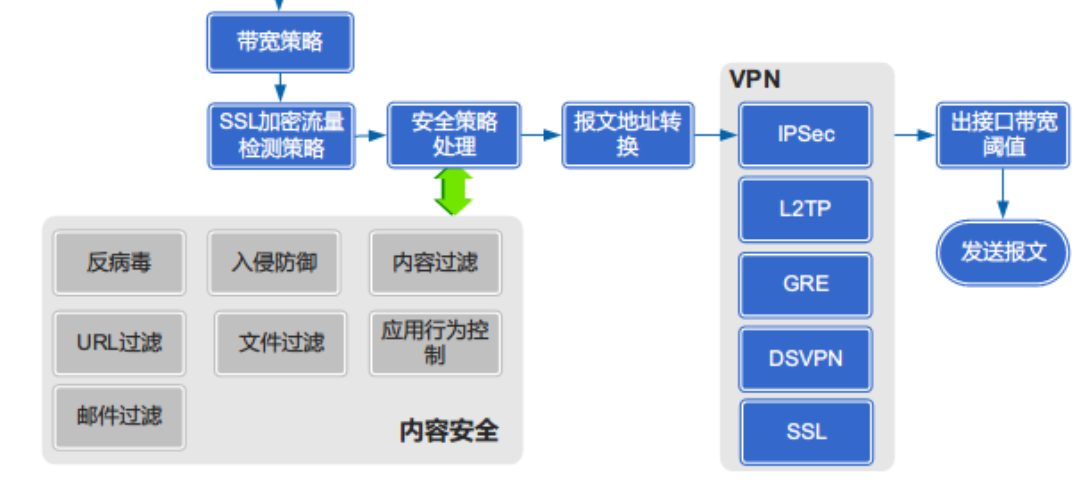 带宽策略
SSL加密流量
检测策略
安全策略
处理
报文地址转
换
VPN
IPSec
L2TP
GRE
DSVPN
SSL
出接口带宽
阈值
发送报文
反病毒
入侵防御
内容过滤
URL过滤
文件过滤
应用行为控
制
邮件过滤
内容安全